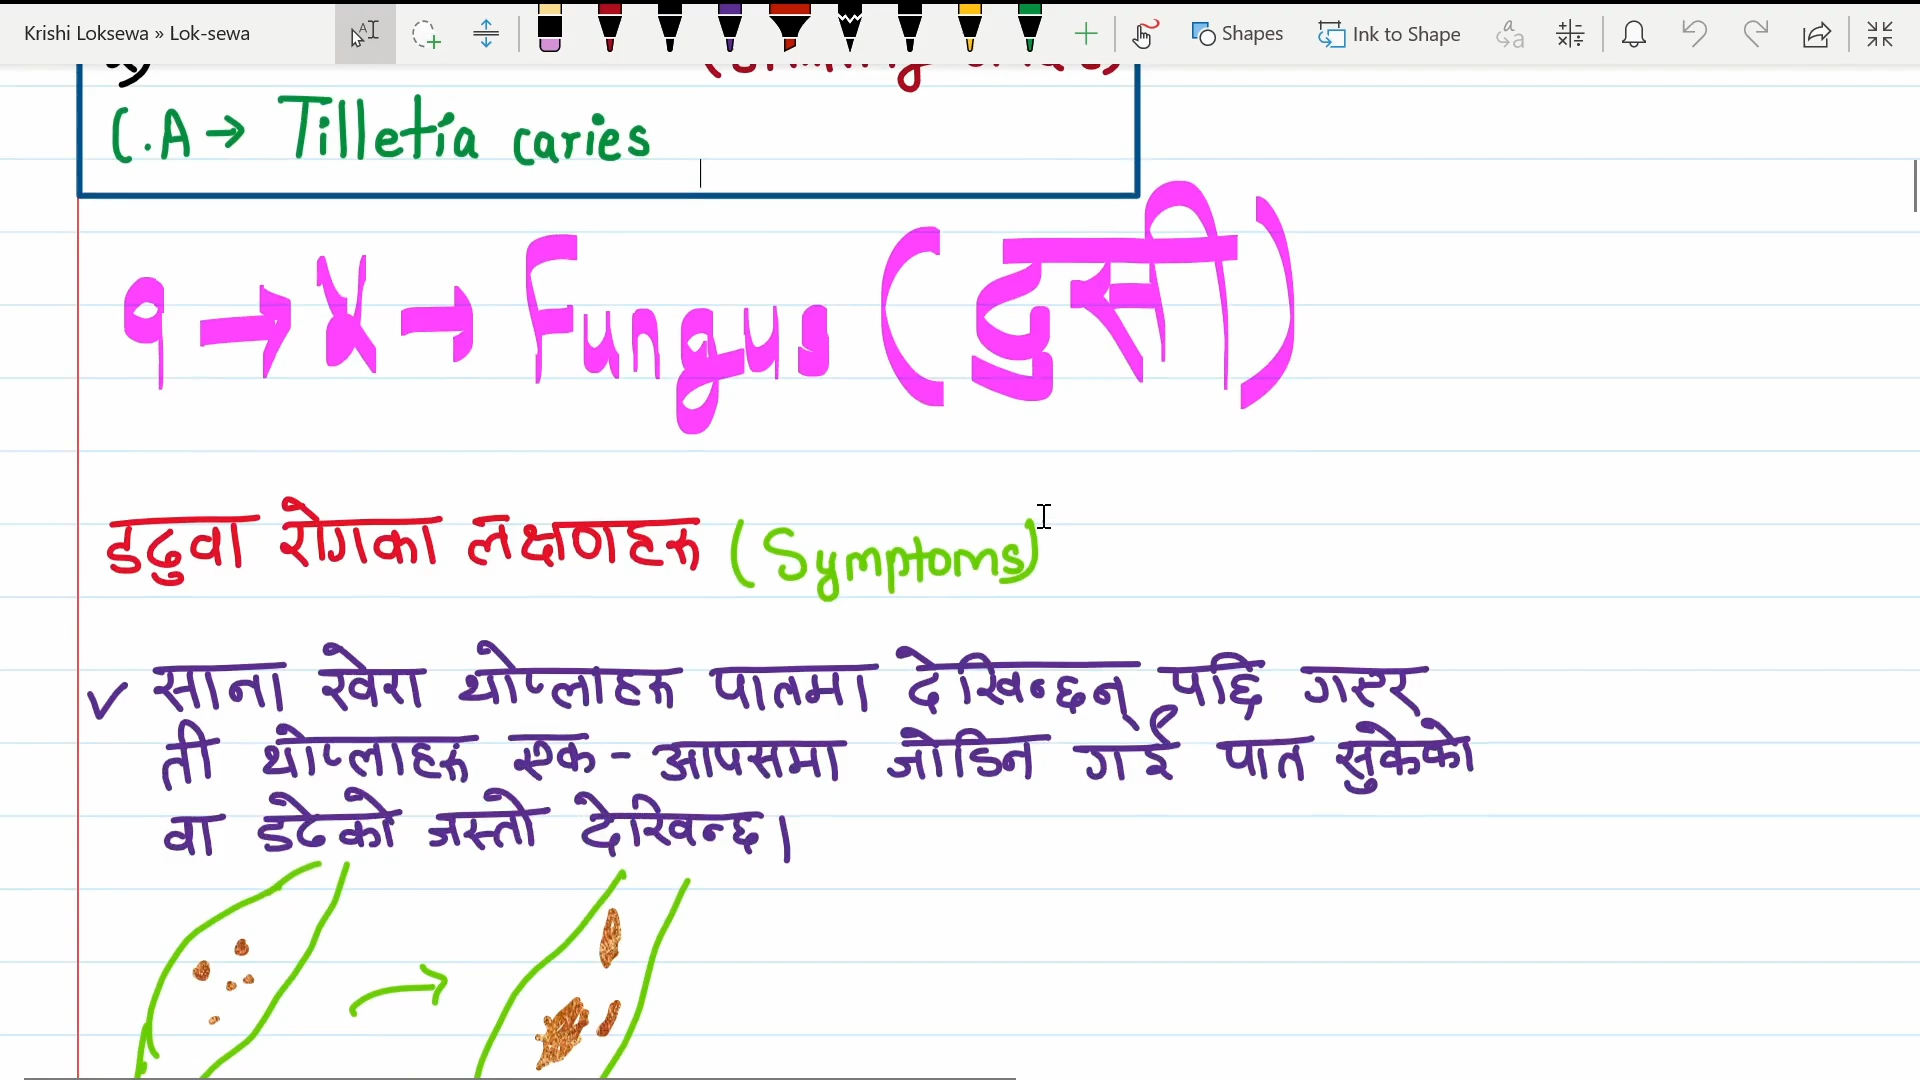 Krishi Loksewa » Lok-sewa
Shapes
Ink to Shape
C.A → Tilletia caries
१ → ५ → Fungus (ढुसी)
डढुवा रोगका लक्षणहरु (Symptoms)
✓ साना खैरा थोप्लाहरु पातमा देखिन्छन् पछि गएर
ती थोप्लाहरु एक - आपसमा जोडिन गई पात सुकेको
वा डढेको जस्तो देखिन्छ।